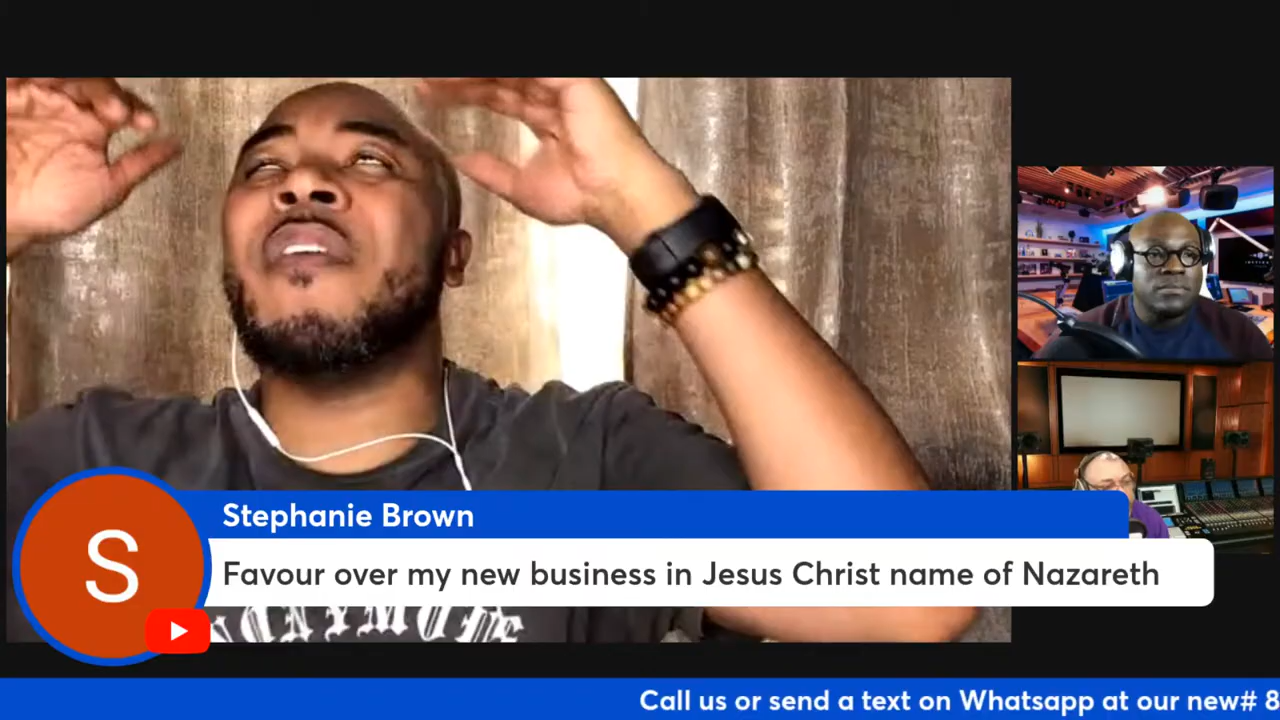 Stephanie Brown
S
Favour over my new business in Jesus Christ name of Nazareth
Call us or send a text on Whatsapp at our new# 8